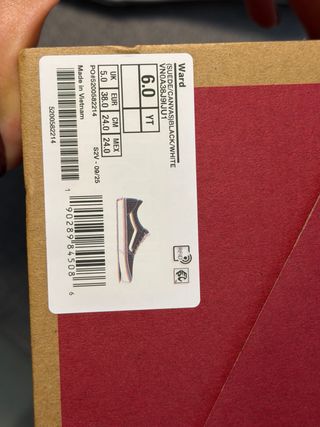 Ward
(SUEDE/CANVAS)BLACK/WHITE
VN0A38J9IJU1
6.0 YT
UK EUR CM MEX
5.0 38.0 24.0 24.0
PO#5200582214 S2V - 09/25
Made in Vietnam
5200582214
1 90289 84508 6